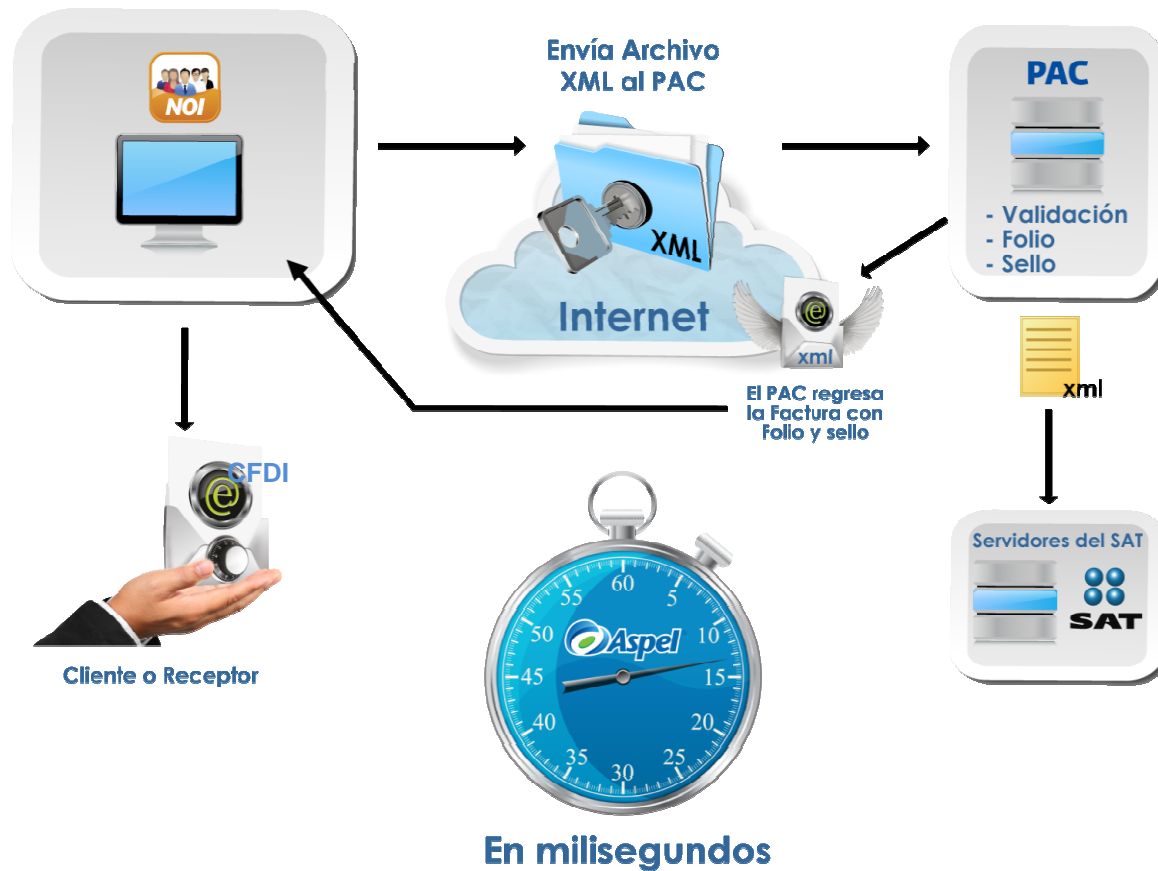 NOI
Envía Archivo
XML al PAC
XML
Internet
PAC
- Validación
- Folio
- Sello
xml
El PAC regresa
la Factura con
Folio y sello
xml
Servidores del SAT
SAT
@
CFDI
@
Cliente o Receptor
60
5
10
15
20
25
30
35
40
45
50
55
Aspel
En milisegundos